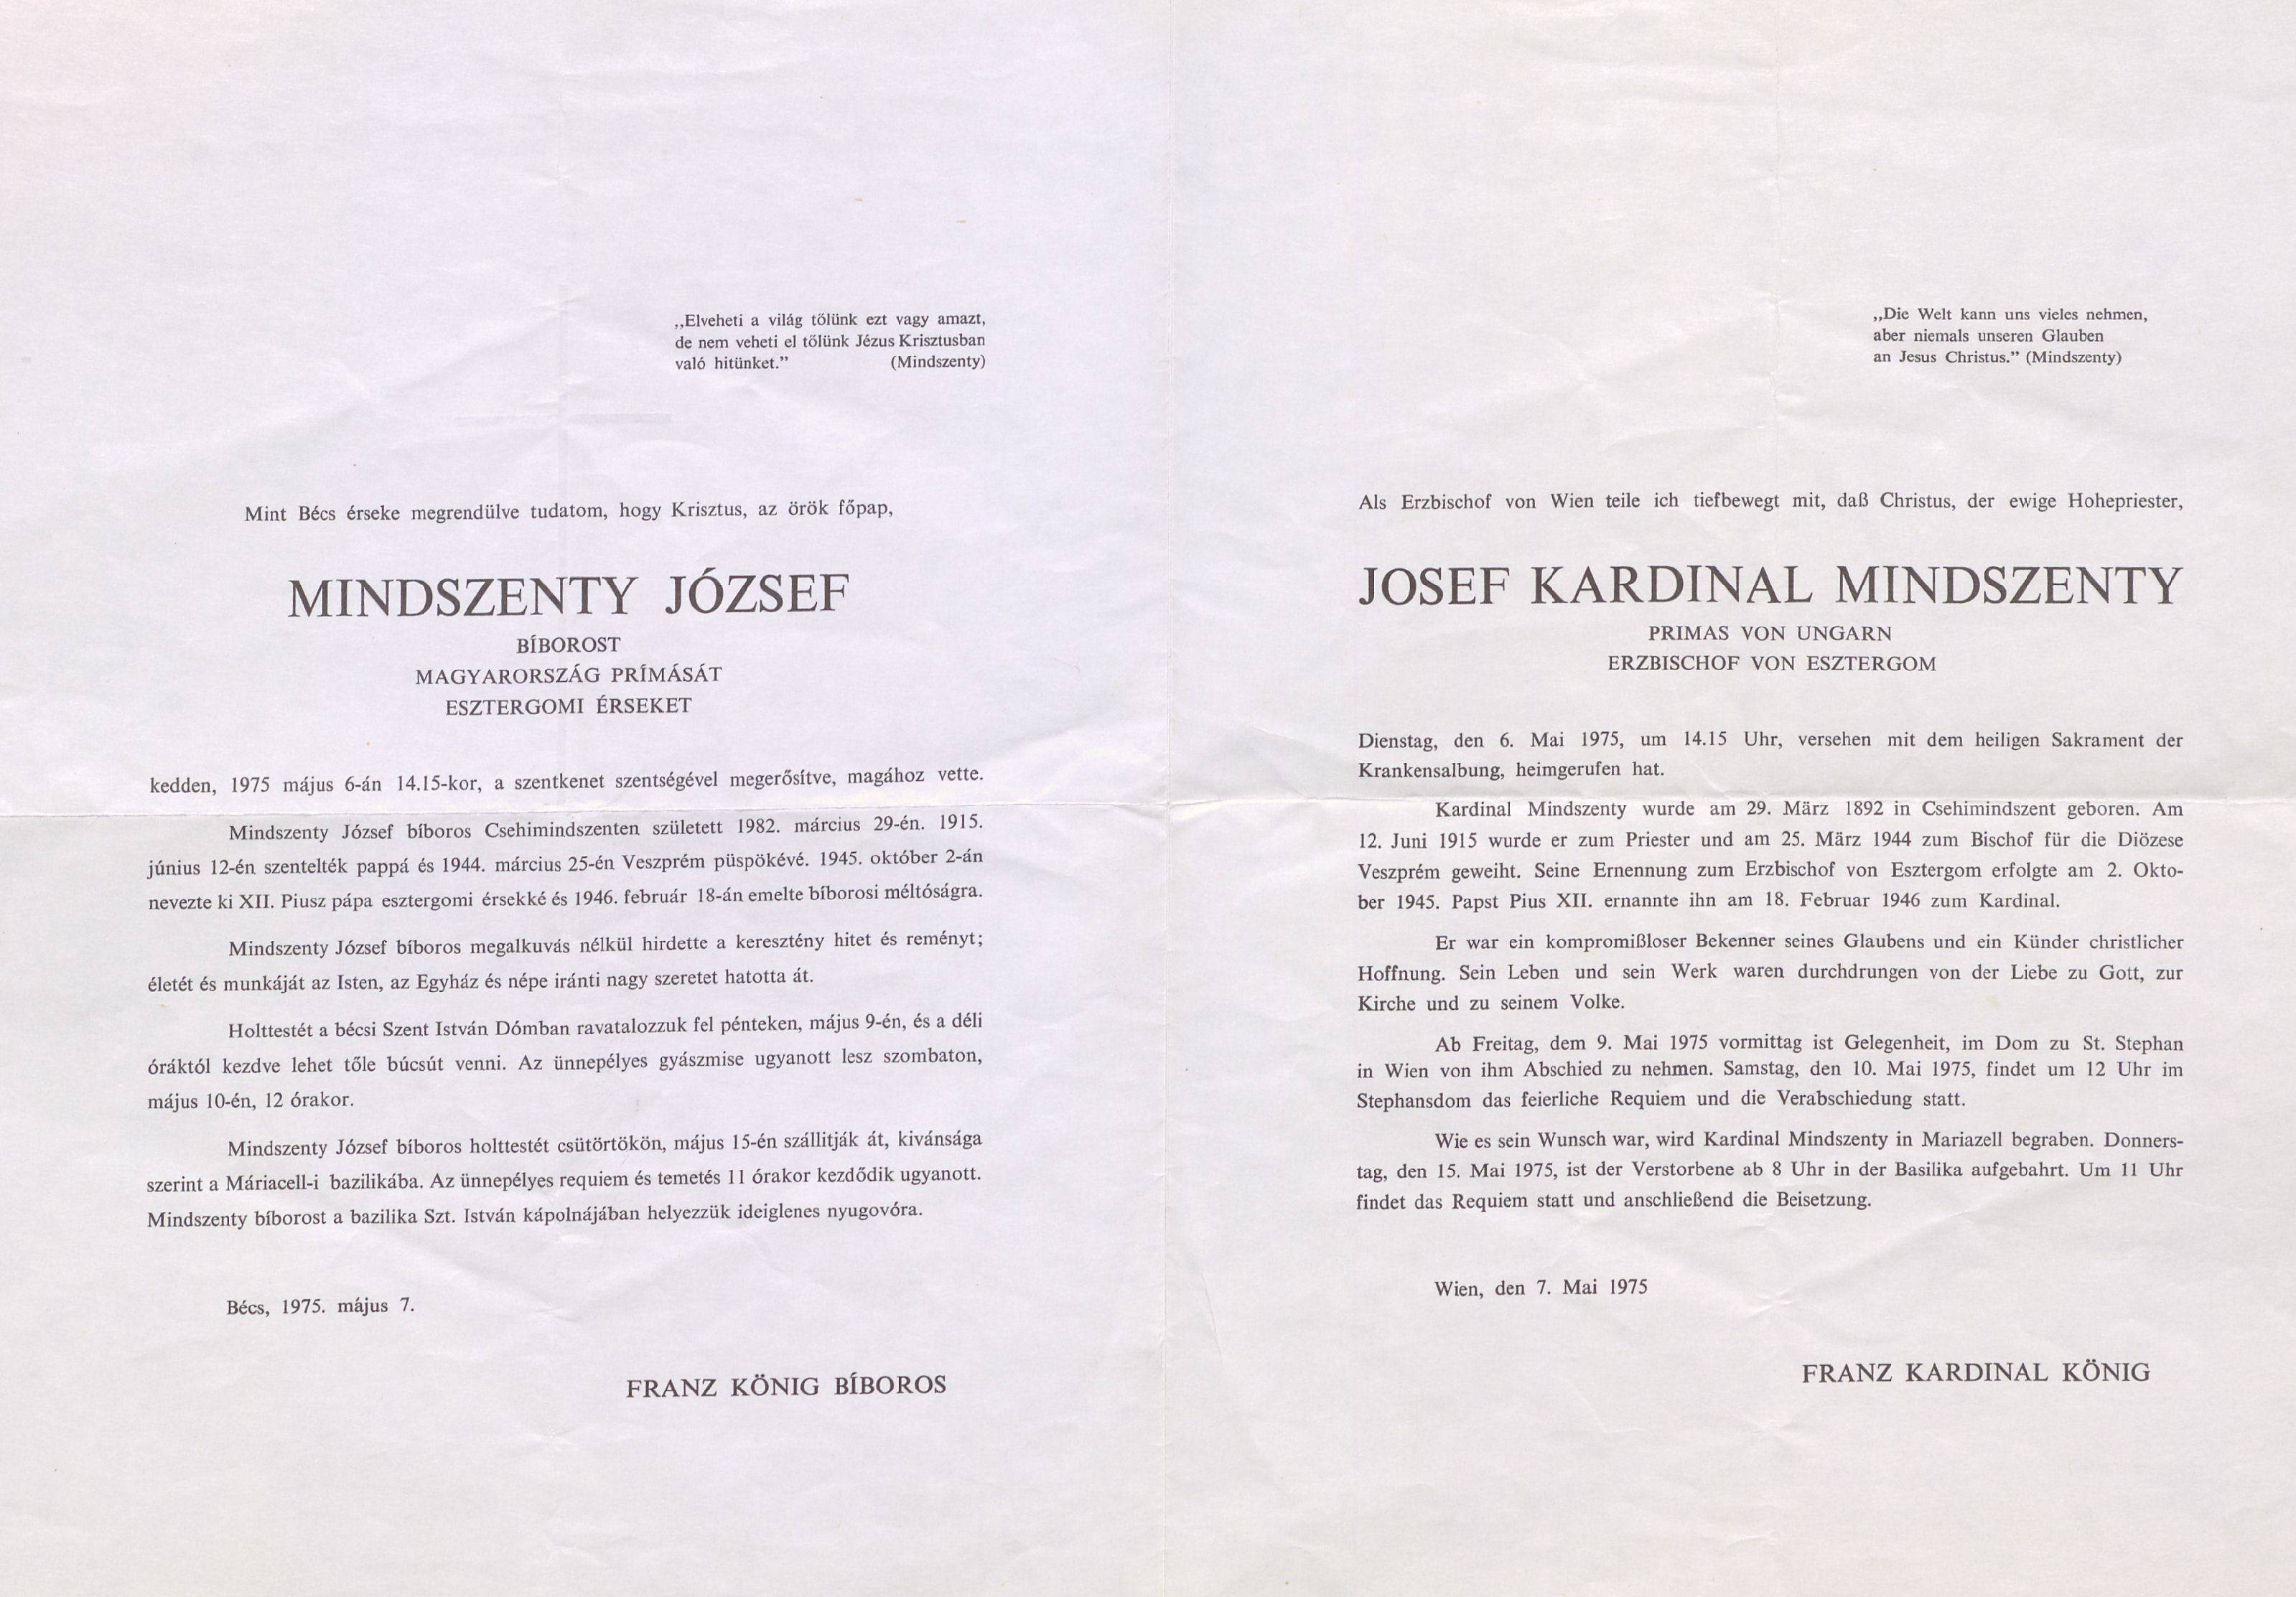 „Elveheti a világ tőlünk ezt vagy amazt,
de nem veheti el tőlünk Jézus Krisztusban
való hitünket.” (Mindszenty)
Mint Bécs érseke megrendülve tudatom, hogy Krisztus, az örök főpap,
MINDSZENTY JÓZSEF
BÍBOROST
MAGYARORSZÁG PRÍMÁSÁT
ESZTERGOMI ÉRSEKET
kedden, 1975 május 6-án 14.15-kor, a szentkenet szentségével megerősítve, magához vette.
Mindszenty József bíboros Csehimindszenten született 1982. március 29-én. 1915.
június 12-én szentelték pappá és 1944. március 25-én Veszprém püspökévé. 1945. október 2-án
nevezte ki XII. Piusz pápa esztergomi érsekké és 1946. február 18-án emelte bíborosi méltóságra.
Mindszenty József bíboros megalkuvás nélkül hirdette a keresztény hitet és reményt;
életét és munkáját az Isten, az Egyház és népe iránti nagy szeretet hatotta át.
Holttestét a bécsi Szent István Dómban ravatalozzuk fel pénteken, május 9-én, és a déli
óráktól kezdve lehet tőle búcsút venni. Az ünnepélyes gyászmise ugyanott lesz szombaton,
május 10-én, 12 órakor.
Mindszenty József bíboros holttestét csütörtökön, május 15-én szállitják át, kivánsága
szerint a Máriacell-i bazilikába. Az ünnepélyes requiem és temetés 11 órakor kezdődik ugyanott.
Mindszenty bíborost a bazilika Szt. István kápolnájában helyezzük ideiglenes nyugovóra.
Bécs, 1975. május 7.
FRANZ KÖNIG BÍBOROS
„Die Welt kann uns vieles nehmen,
aber niemals unseren Glauben
an Jesus Christus.” (Mindszenty)
Als Erzbischof von Wien teile ich tiefbewegt mit, daß Christus, der ewige Hohepriester,
JOSEF KARDINAL MINDSZENTY
PRIMAS VON UNGARN
ERZBISCHOF VON ESZTERGOM
Dienstag, den 6. Mai 1975, um 14.15 Uhr, versehen mit dem heiligen Sakrament der
Krankensalbung, heimgerufen hat.
Kardinal Mindszenty wurde am 29. März 1892 in Csehimindszent geboren. Am
12. Juni 1915 wurde er zum Priester und am 25. März 1944 zum Bischof für die Diözese
Veszprém geweiht. Seine Ernennung zum Erzbischof von Esztergom erfolgte am 2. Okto-
ber 1945. Papst Pius XII. ernannte ihn am 18. Februar 1946 zum Kardinal.
Er war ein kompromißloser Bekenner seines Glaubens und ein Künder christlicher
Hoffnung. Sein Leben und sein Werk waren durchdrungen von der Liebe zu Gott, zur
Kirche und zu seinem Volke.
Ab Freitag, dem 9. Mai 1975 vormittag ist Gelegenheit, im Dom zu St. Stephan
in Wien von ihm Abschied zu nehmen. Samstag, den 10. Mai 1975, findet um 12 Uhr im
Stephansdom das feierliche Requiem und die Verabschiedung statt.
Wie es sein Wunsch war, wird Kardinal Mindszenty in Mariazell begraben. Donners-
tag, den 15. Mai 1975, ist der Verstorbene ab 8 Uhr in der Basilika aufgebahrt. Um 11 Uhr
findet das Requiem statt und anschließend die Beisetzung.
Wien, den 7. Mai 1975
FRANZ KARDINAL KÖNIG